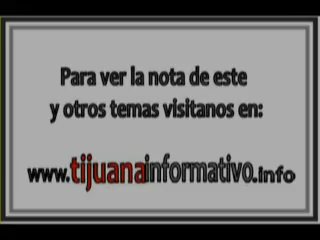 Para ver la nota de este
y otros temas visitanos en:
www.tijuanainformativo.info